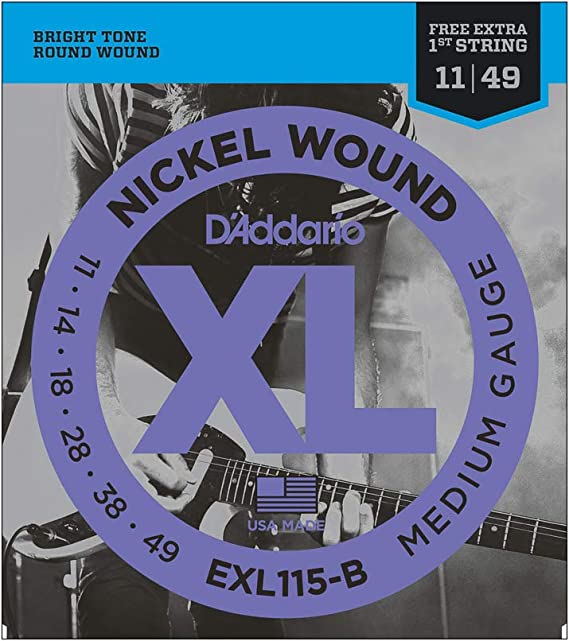 BRIGHT TONE
ROUND WOUND
FREE EXTRA
1ST STRING
11 | 49
NICKEL WOUND
D'Addario
XL
11 • 14 • 18 • 28 • 38 • 49
MEDIUM GAUGE
USA MADE
EXL115-B